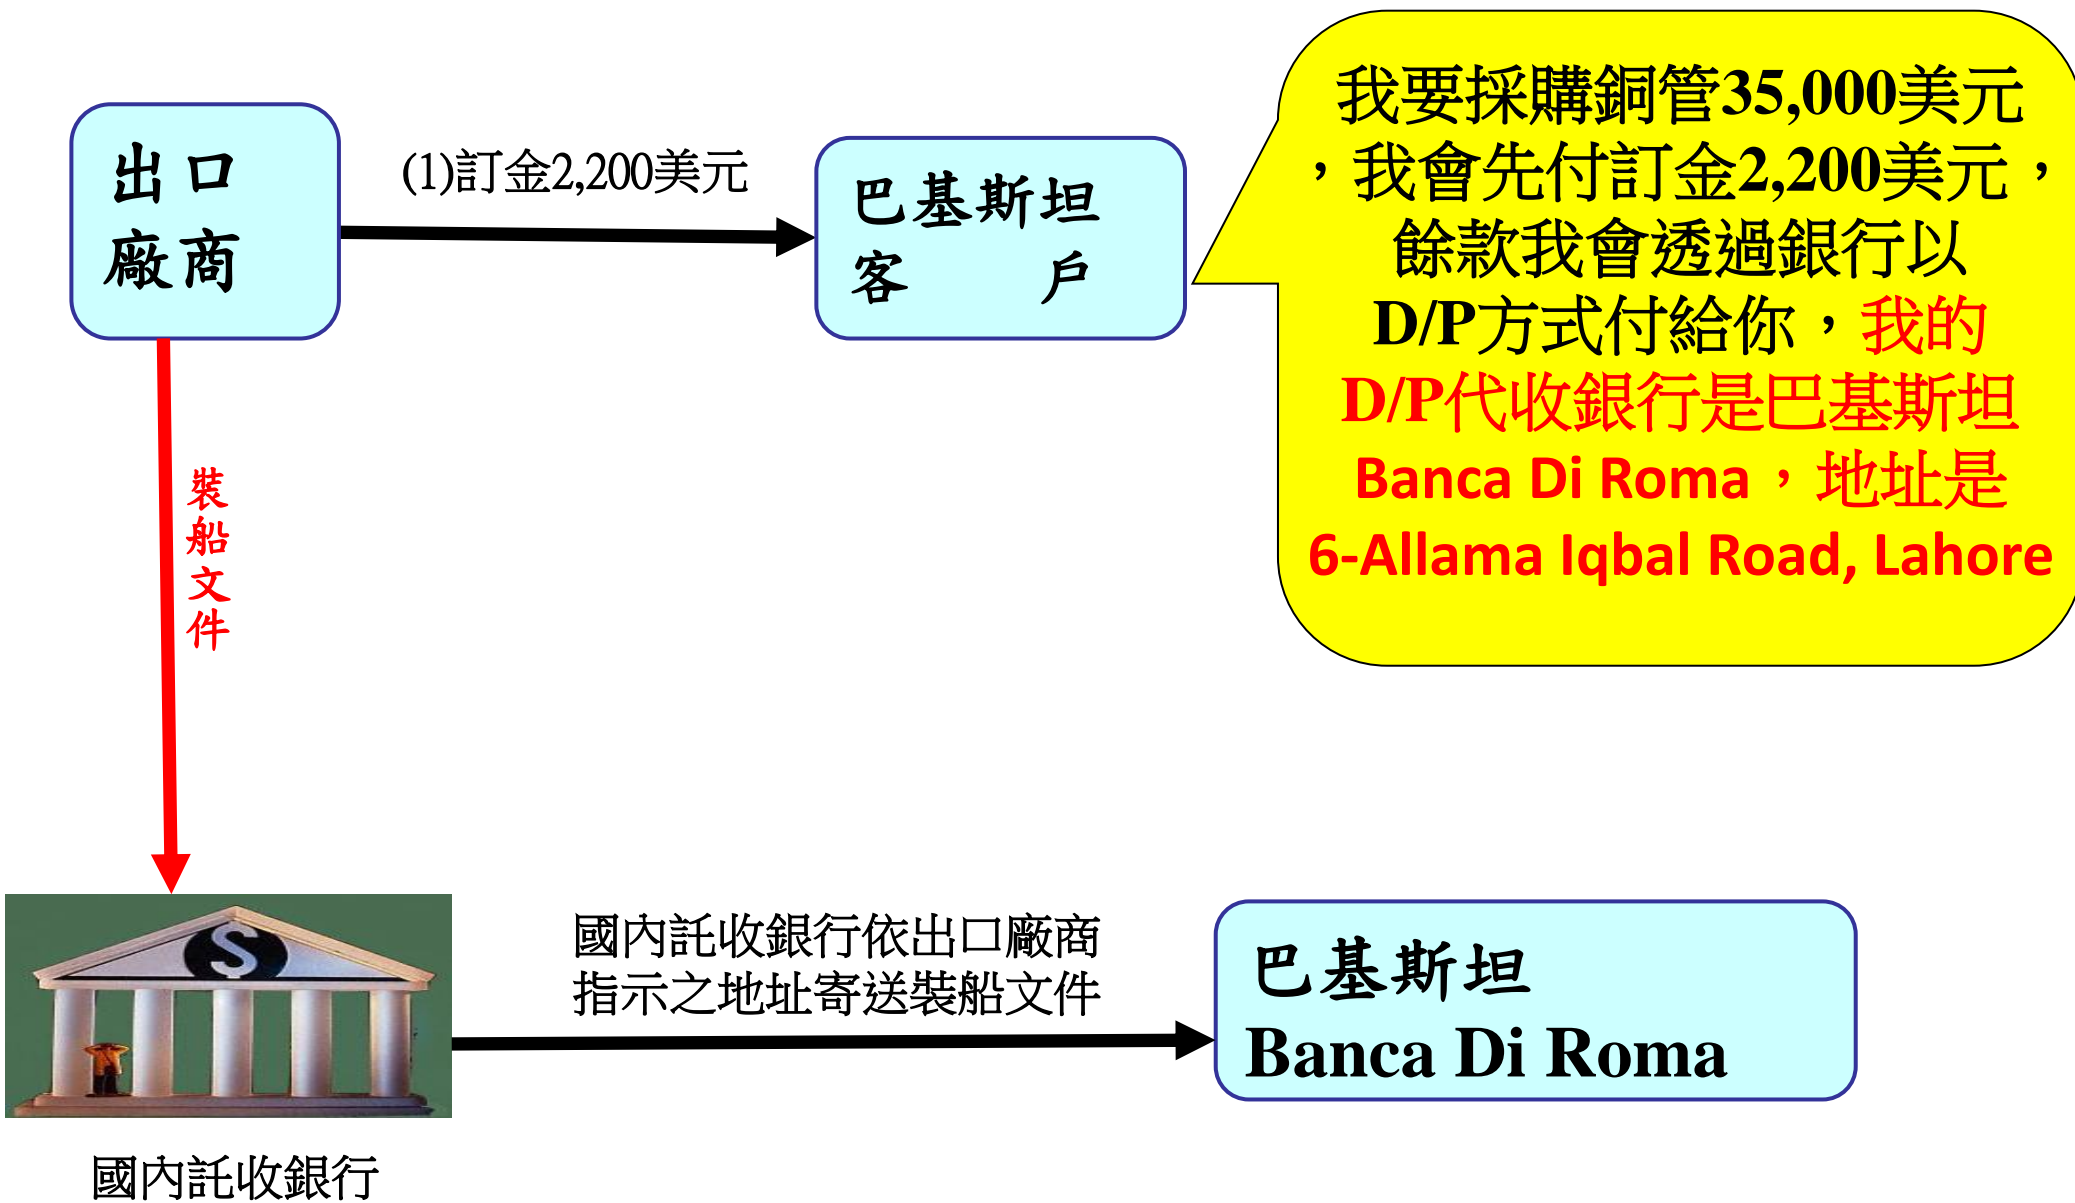 出口
廠商
(1)訂金2,200美元
巴基斯坦
客 戶
我要採購銅管35,000美元
，我會先付訂金2,200美元，
餘款我會透過銀行以
D/P方式付給你，我的
D/P代收銀行是巴基斯坦
Banca Di Roma，地址是
6-Allama Iqbal Road, Lahore
裝
船
文
件
S
國內託收銀行依出口廠商
指示之地址寄送裝船文件
巴基斯坦
Banca Di Roma
國內託收銀行